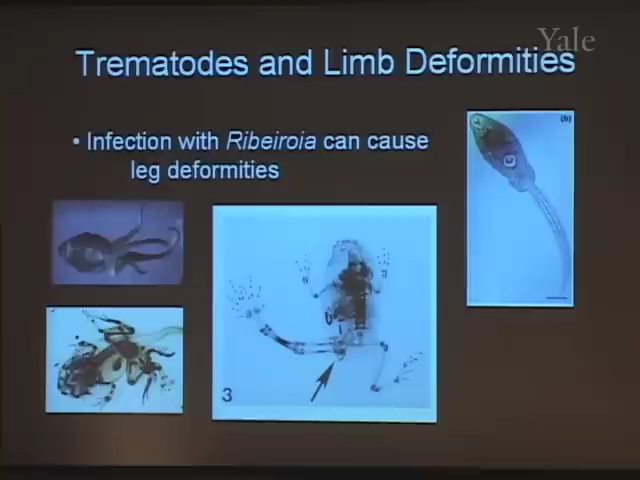 Yale
Trematodes and Limb Deformities
• Infection with Ribeiroia can cause
leg deformities
(b)
3